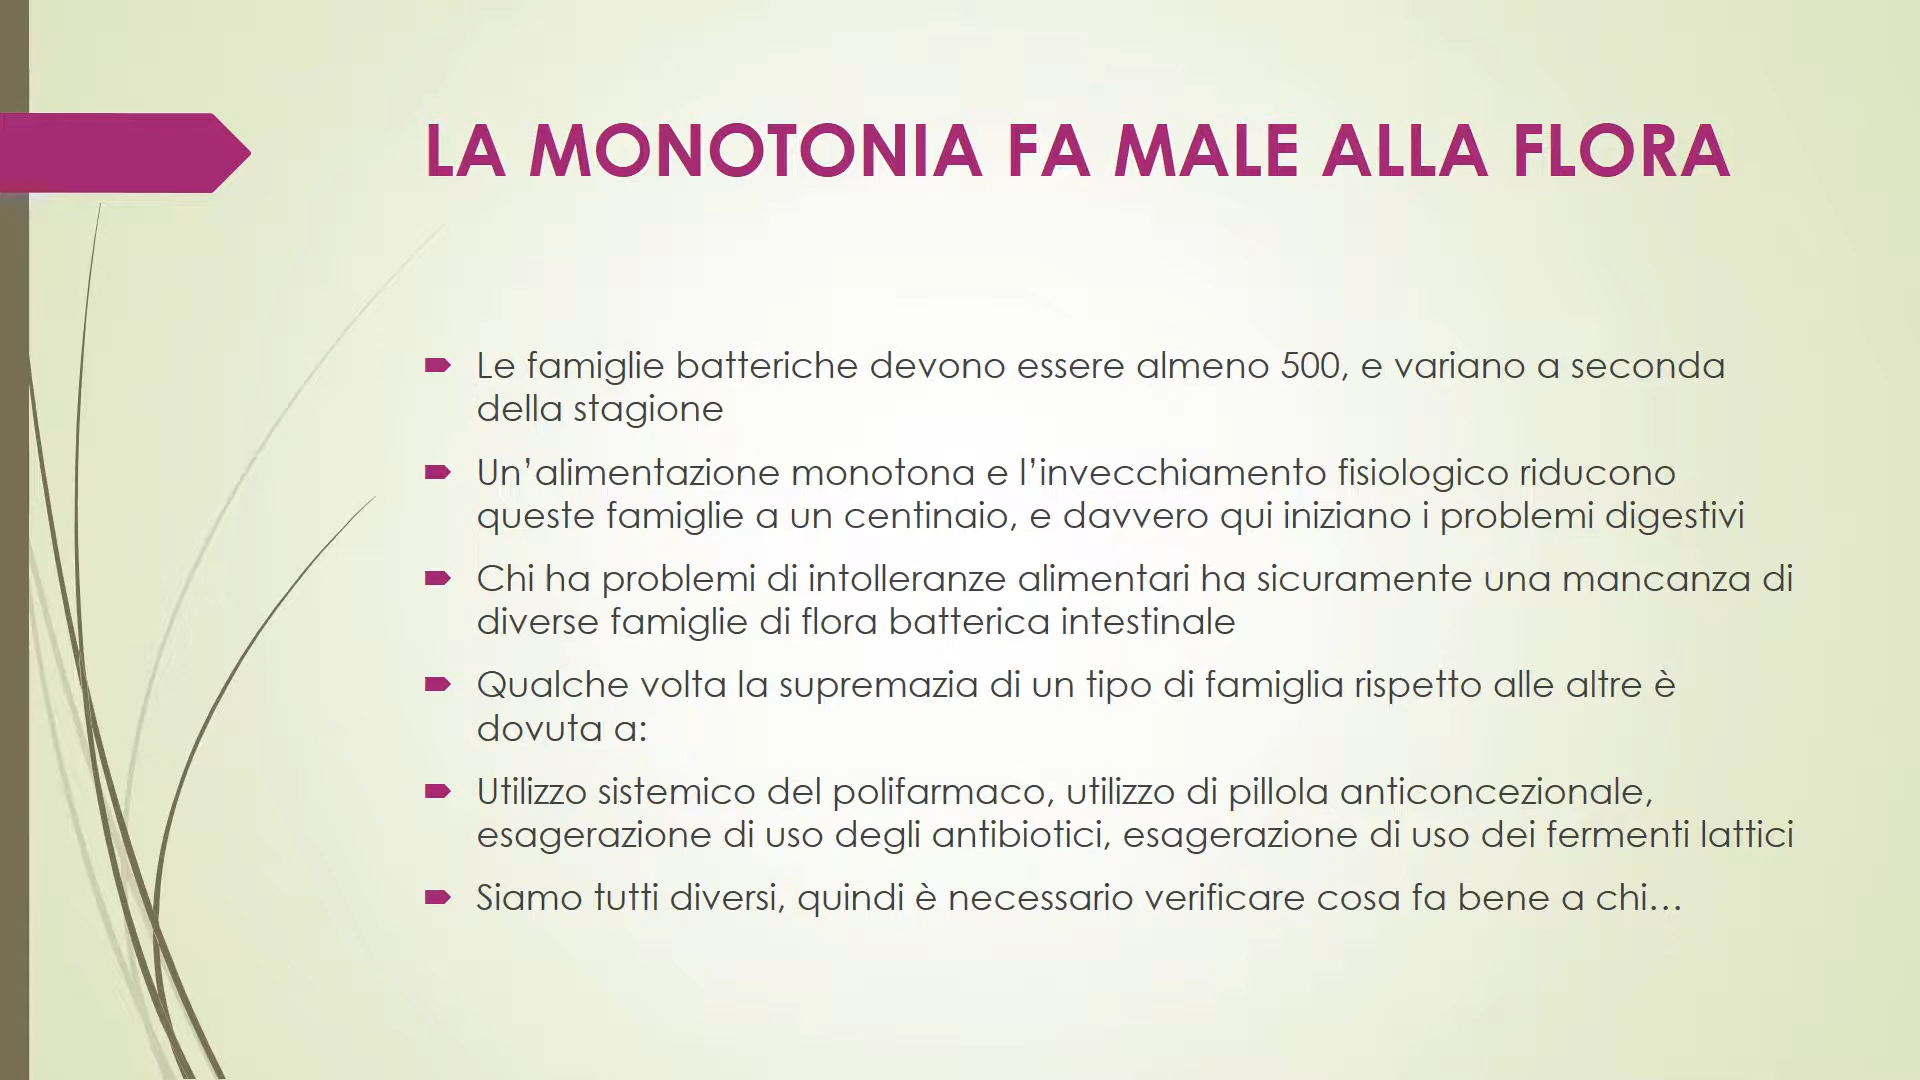 LA MONOTONIA FA MALE ALLA FLORA
Le famiglie batteriche devono essere almeno 500, e variano a seconda
della stagione
Un’alimentazione monotona e l’invecchiamento fisiologico riducono
queste famiglie a un centinaio, e davvero qui iniziano i problemi digestivi
Chi ha problemi di intolleranze alimentari ha sicuramente una mancanza di
diverse famiglie di flora batterica intestinale
Qualche volta la supremazia di un tipo di famiglia rispetto alle altre è
dovuta a:
Utilizzo sistemico del polifarmaco, utilizzo di pillola anticoncezionale,
esagerazione di uso degli antibiotici, esagerazione di uso dei fermenti lattici
Siamo tutti diversi, quindi è necessario verificare cosa fa bene a chi…